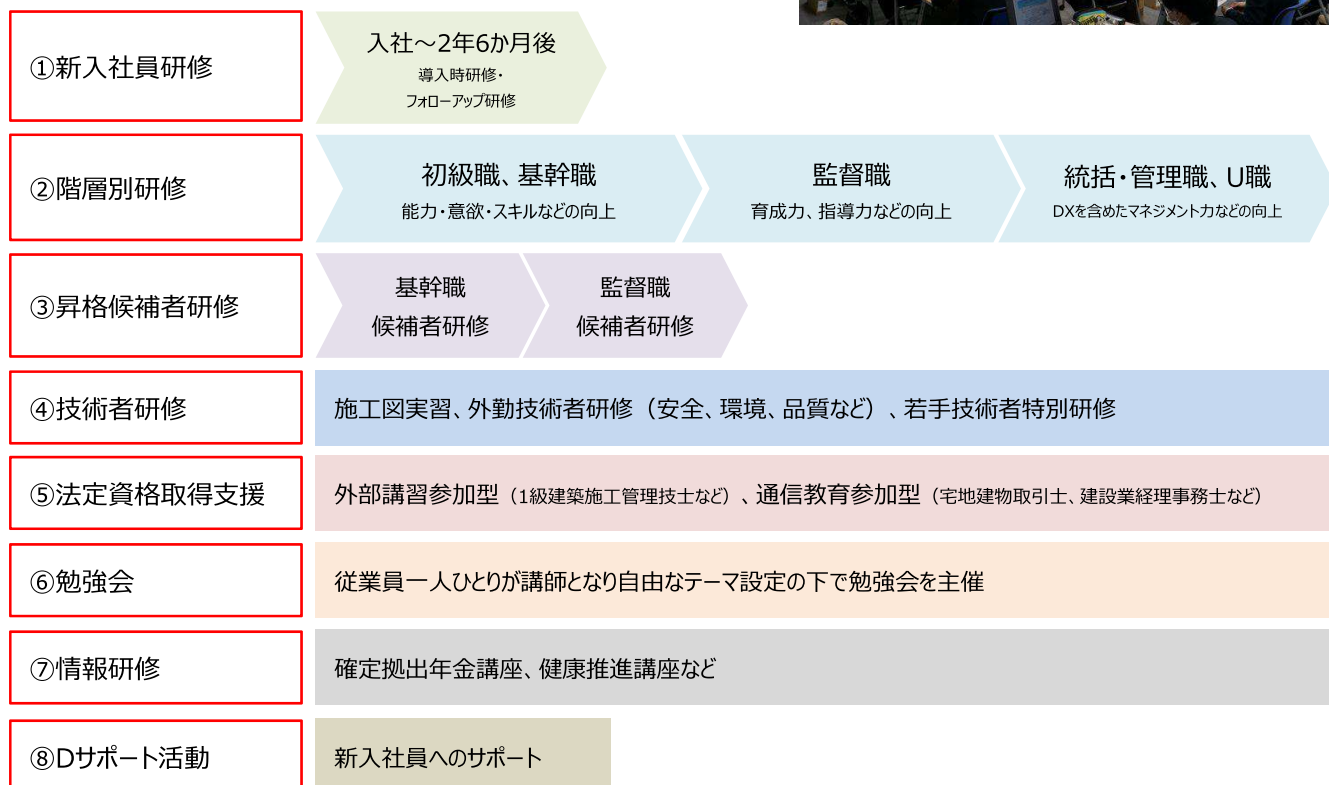 ①新入社員研修
入社～2年6か月後
導入時研修・
フォローアップ研修
②階層別研修
初級職、基幹職
能力・意欲・スキルなどの向上
監督職
育成力、指導力などの向上
統括・管理職、U職
DXを含めたマネジメント力などの向上
③昇格候補者研修
基幹職
候補者研修
監督職
候補者研修
④技術者研修
施工図実習、外勤技術者研修（安全、環境、品質など）、若手技術者特別研修
⑤法定資格取得支援
外部講習参加型（1級建築施工管理技士など）、通信教育参加型（宅地建物取引士、建設業経理事務士など）
⑥勉強会
従業員一人ひとりが講師となり自由なテーマ設定の下で勉強会を主催
⑦情報研修
確定拠出年金講座、健康推進講座など
⑧Dサポート活動
新入社員へのサポート